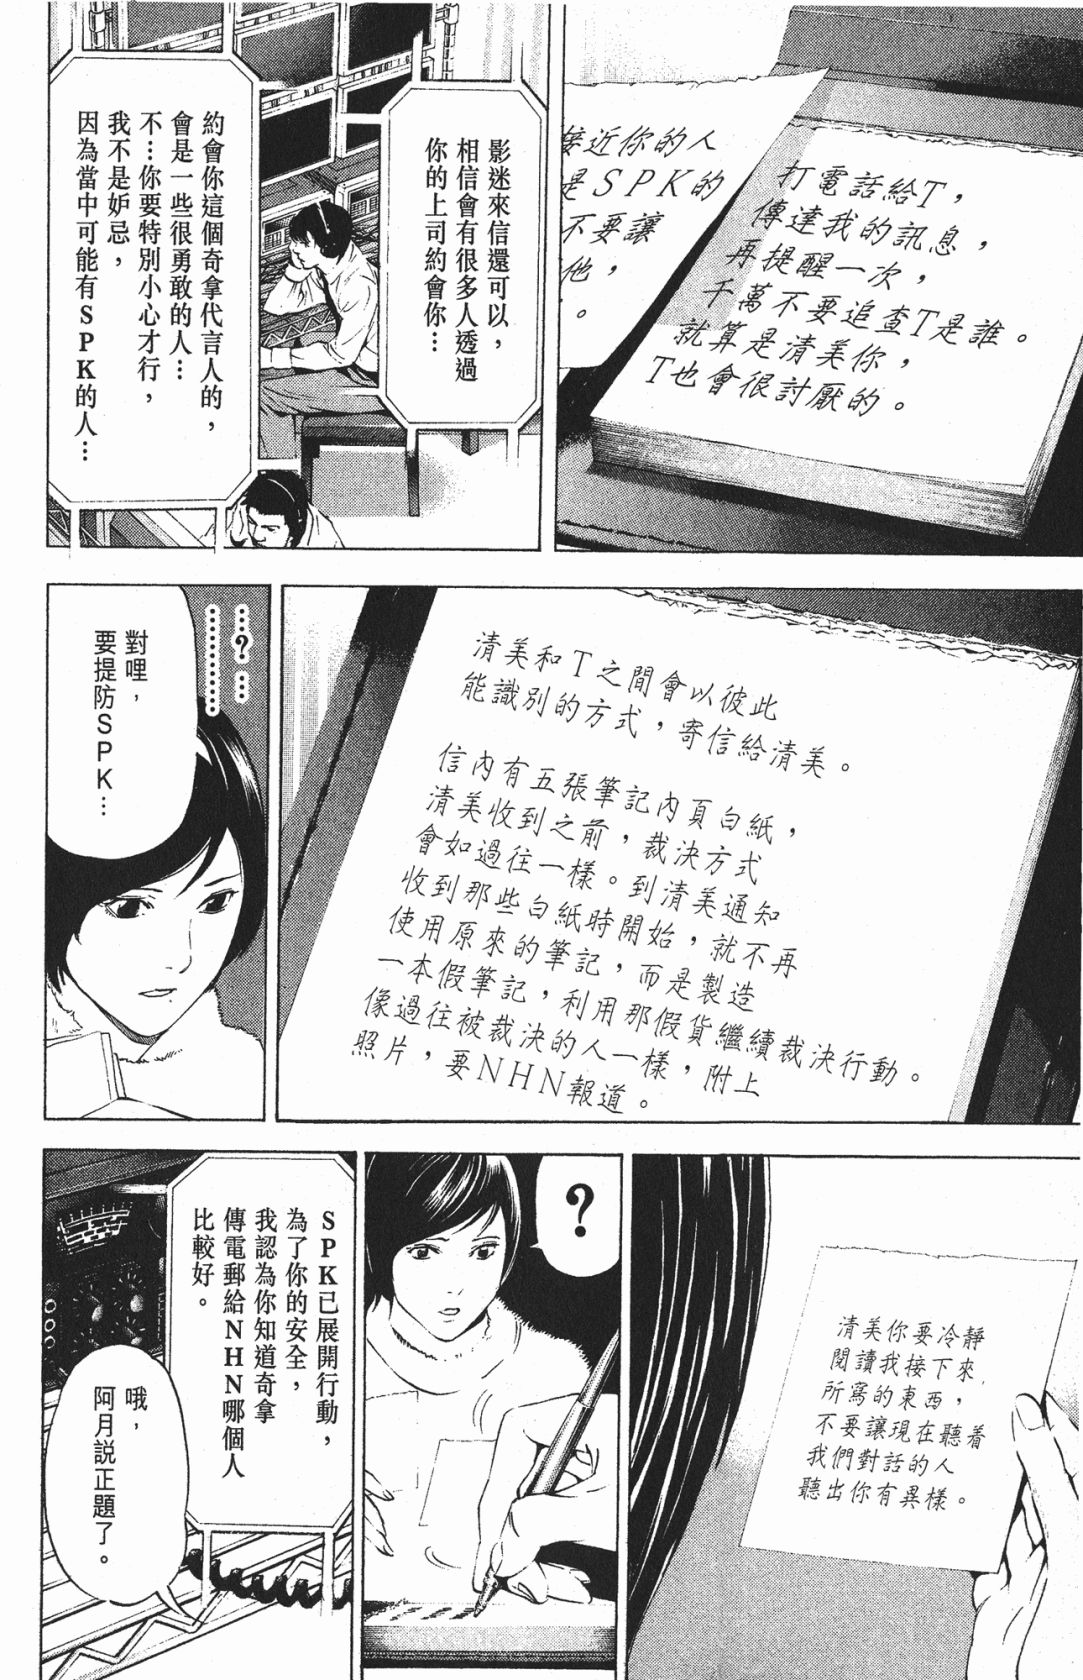 打電話給T，
傳達我的訊息，
再提醒一次，
千萬不要追查T是誰。
就算是清美你，
T也會很討厭的。
接近你的人
是SPK的
不要讓
他，
。
影迷來信還可以，
相信會有很多人透過
你的上司約會你…
約會你這個奇拿代言人的，
會是一些很勇敢的人…
不…你要特別小心才行，
我不是妒忌，
因為當中可能有SPK的人…
清美和T之間會以彼此
能識別的方式，寄信給清美。
信內有五張筆記內頁白紙，
清美收到之前，裁決方式
會如過往一樣。到清美通知
收到那些白紙時開始，就不再
使用原來的筆記，而是製造
一本假筆記，利用那假貨繼續裁決行動。
像過往被裁決的人一樣，附上
照片，要NHN報道。
…？…
…………
對哩，
要提防SPK…
清美你要冷靜
閱讀我接下來，
所寫的東西，
不要讓現在聽着
我們對話的人
聽出你有異樣。
？
SPK已展開行動，
為了你的安全，
我認為你知道奇拿
傳電郵給NHN哪個人
比較好。
哦，
阿月說正題了。